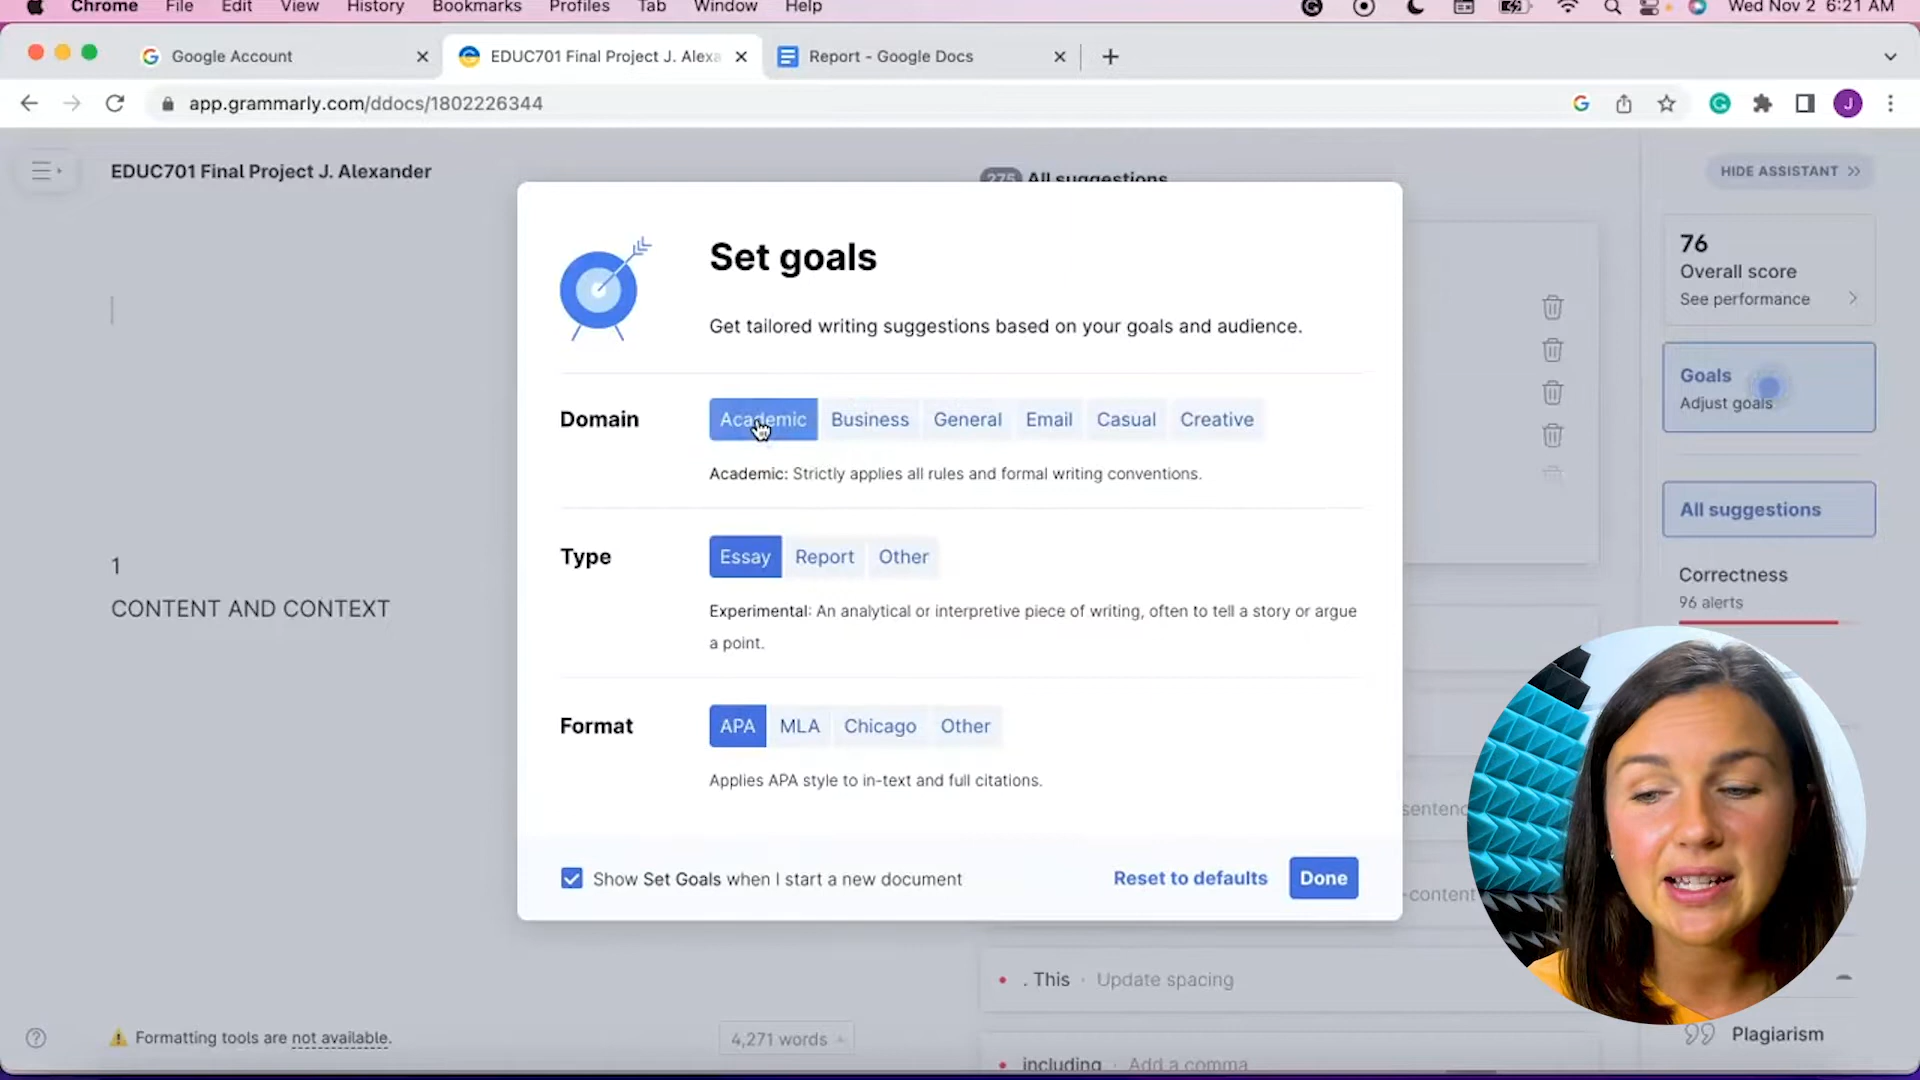 Chrome File Edit View History Bookmarks Profiles Tab Window Help Wed Nov 2 6:21 AM
Google Account EDUC701 Final Project J. Alexa Report - Google Docs
app.grammarly.com/ddocs/1802226344 J
EDUC701 Final Project J. Alexander
275 All suggestions
HIDE ASSISTANT
76
Overall score
See performance
Goals
Adjust goals
All suggestions
Correctness
96 alerts
1
CONTENT AND CONTEXT
Set goals
Get tailored writing suggestions based on your goals and audience.
Domain
Academic Business General Email Casual Creative
Academic: Strictly applies all rules and formal writing conventions.
Type
Essay Report Other
Experimental: An analytical or interpretive piece of writing, often to tell a story or argue
a point.
Format
APA MLA Chicago Other
Applies APA style to in-text and full citations.
Show Set Goals when I start a new document Reset to defaults Done
sentenc
-content
. This · Update spacing
including · Add a comma
Formatting tools are not available.
4,271 words
Plagiarism